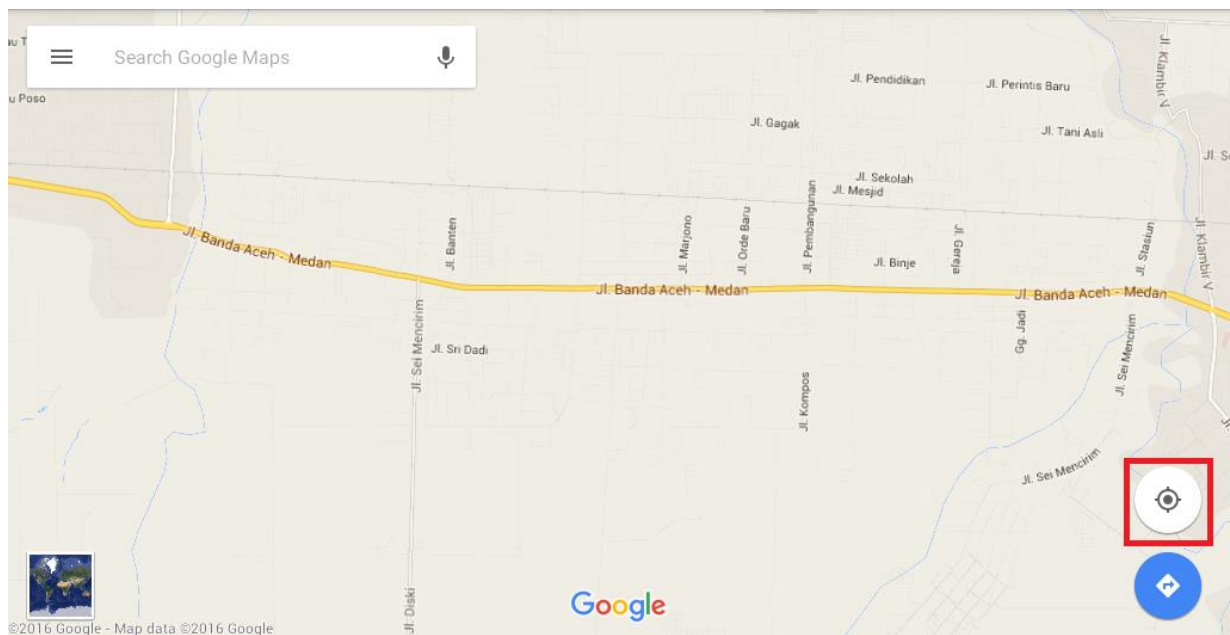 Search Google Maps
u Poso
Jl. Pendidikan
Jl. Perintis Baru
Jl. Klambir V
Jl. Gagak
Jl. Tani Asli
Jl. Sekolah
Jl. Mesjid
Jl. Banten
Jl. Marjono
Jl. Orde Baru
Jl. Pembangunan
Jl. Binje
Jl. Gereja
Jl. Stasiun
Jl. Klambir V
Jl. Banda Aceh - Medan
Jl. Banda Aceh - Medan
Jl. Banda Aceh - Medan
Jl. Sei Mencirim
Jl. Sri Dadi
Gg. Jadi
Jl. Sei Mencirim
Jl. Kompos
Jl. Sei Mencirim
Jl. Diski
Google
©2016 Google - Map data ©2016 Google